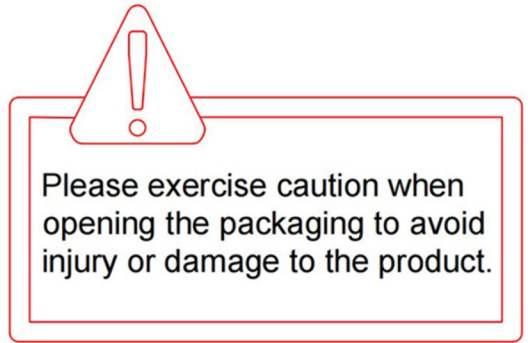 Please exercise caution when
opening the packaging to avoid
injury or damage to the product.